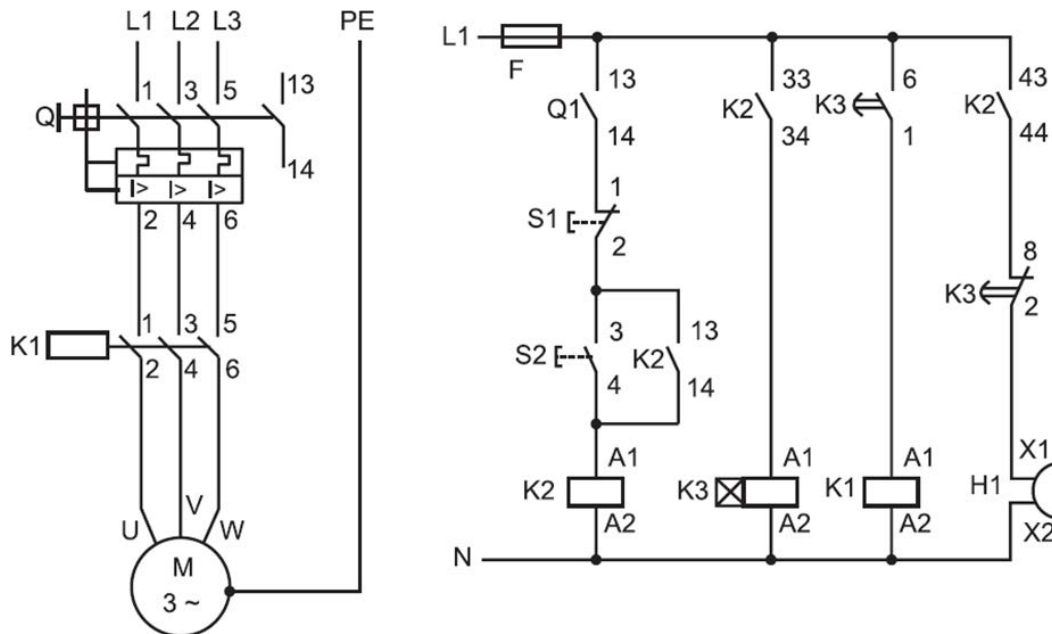 L1 L2 L3 PE
1 3 5 13
Q
14
I> I> I>
2 4 6
1 3 5
K1
2 4 6
U V W
M
3 ~
L1
F
13 33 6 43
Q1 K2 K3 K2
14 34 1 44
1
S1
2
8
K3
2
3 13
S2 K2
4 14
A1 A1 A1 X1
K2 K3 K1 H1
A2 A2 A2 X2
N